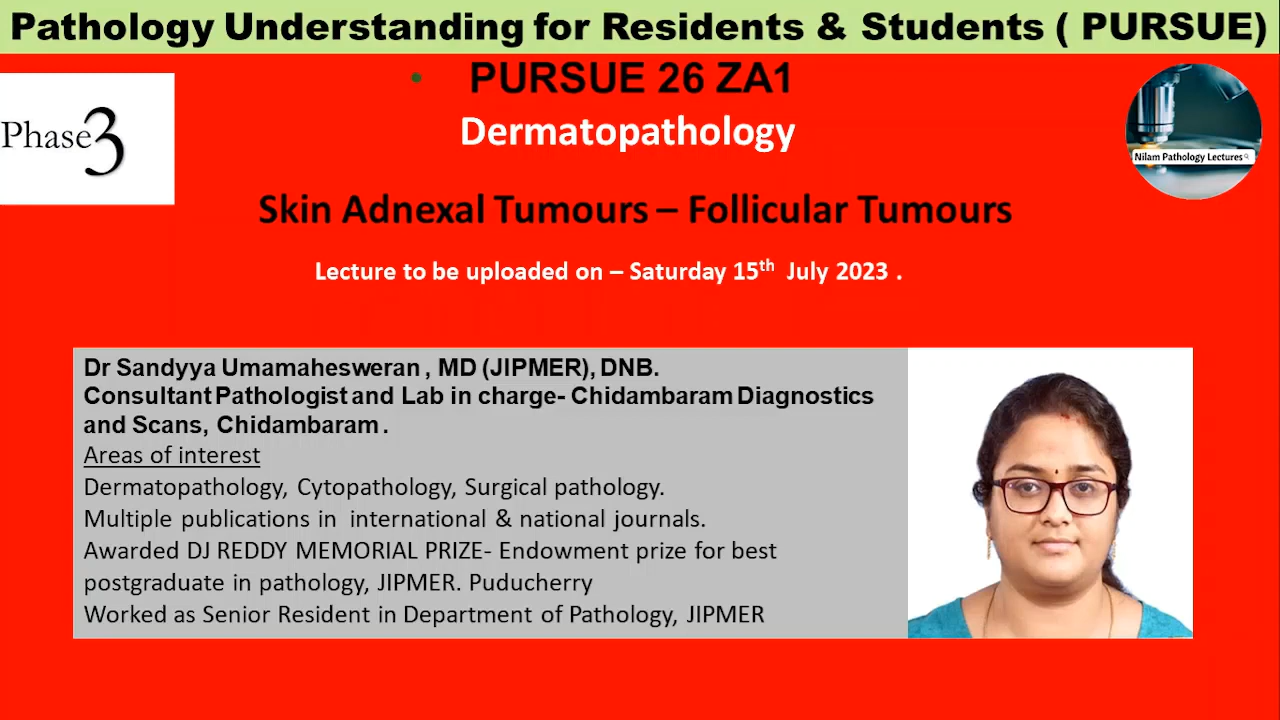 Pathology Understanding for Residents & Students ( PURSUE)
• PURSUE 26 ZA1
Phase3
Dermatopathology
Nilam Pathology Lectures
Skin Adnexal Tumours – Follicular Tumours
Lecture to be uploaded on – Saturday 15th July 2023 .
Dr Sandyya Umamahesweran , MD (JIPMER), DNB.
Consultant Pathologist and Lab in charge- Chidambaram Diagnostics
and Scans, Chidambaram .
Areas of interest
Dermatopathology, Cytopathology, Surgical pathology.
Multiple publications in international & national journals.
Awarded DJ REDDY MEMORIAL PRIZE- Endowment prize for best
postgraduate in pathology, JIPMER. Puducherry
Worked as Senior Resident in Department of Pathology, JIPMER